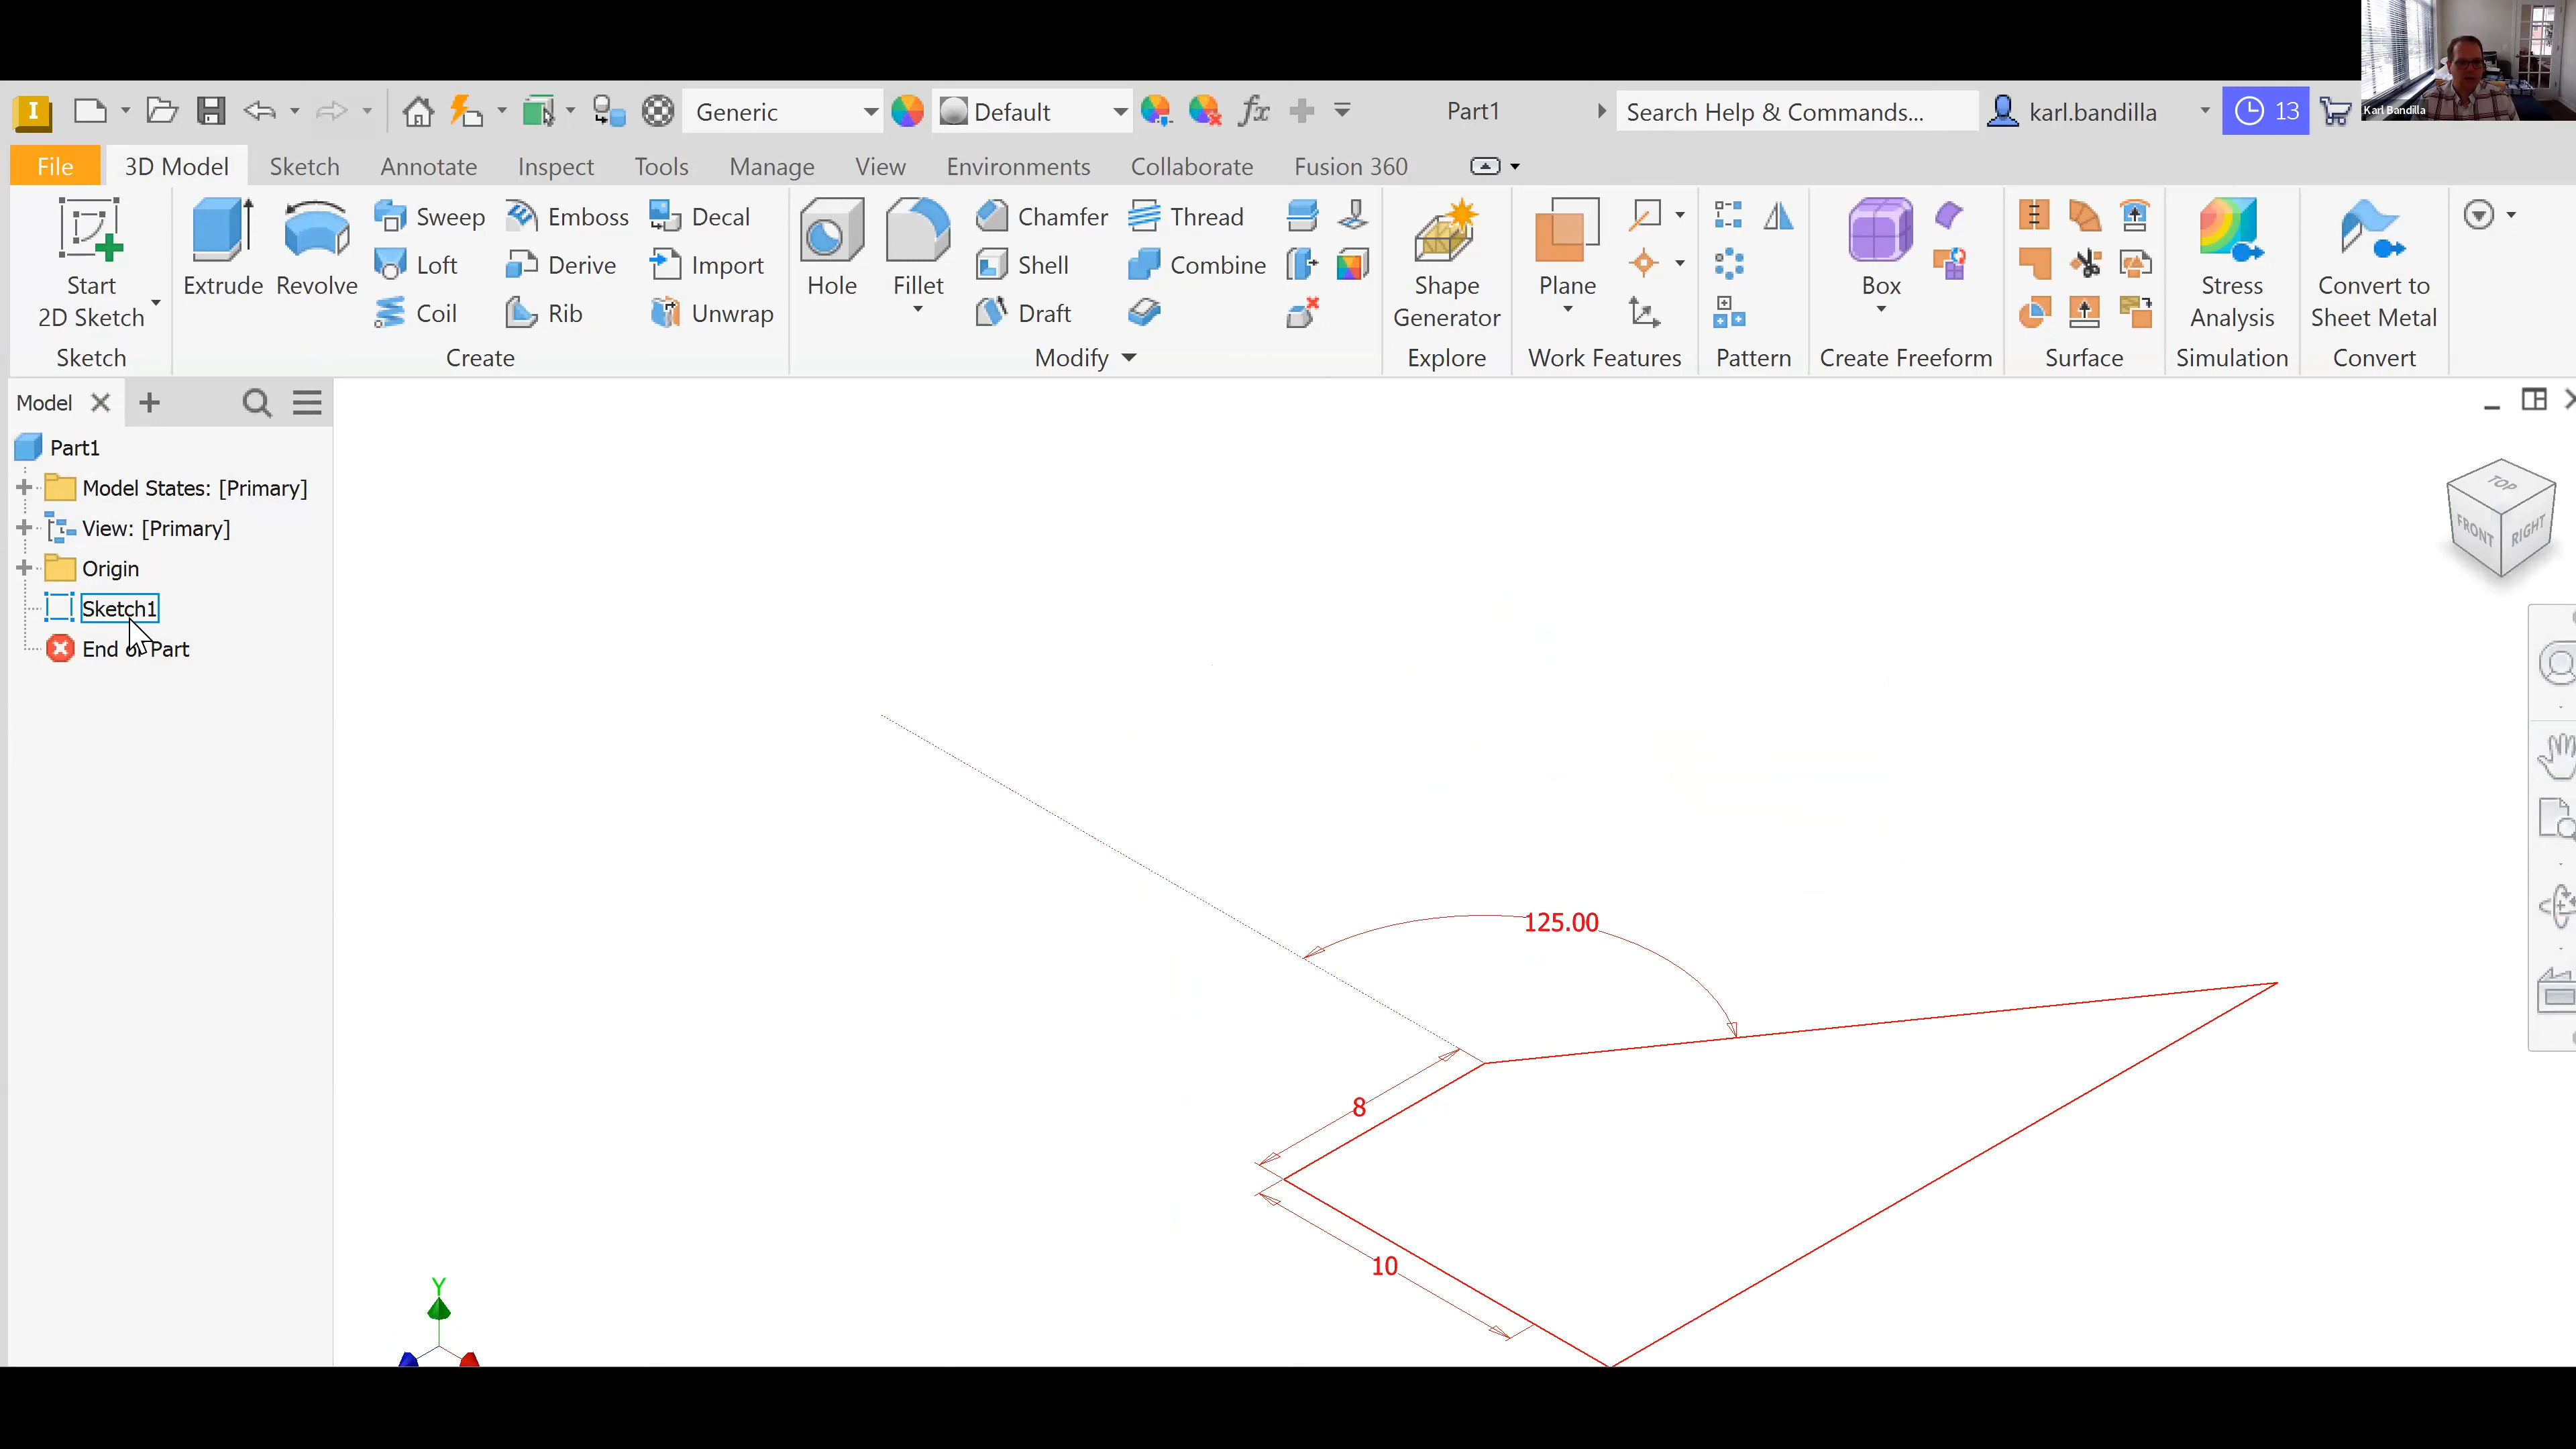 Karl Bandilla
I
Generic
Default
fx
Part1
Search Help & Commands...
karl.bandilla
13
File
3D Model
Sketch
Annotate
Inspect
Tools
Manage
View
Environments
Collaborate
Fusion 360
Start
2D Sketch
Extrude
Revolve
Sweep
Loft
Coil
Emboss
Derive
Rib
Decal
Import
Unwrap
Hole
Fillet
Chamfer
Shell
Draft
Thread
Combine
Shape
Generator
Plane
Box
Stress
Analysis
Convert to
Sheet Metal
Sketch
Create
Modify
Explore
Work Features
Pattern
Create Freeform
Surface
Simulation
Convert
Model
Part1
Model States: [Primary]
View: [Primary]
Origin
Sketch1
End of Part
TOP
FRONT
RIGHT
125.00
8
10
Y